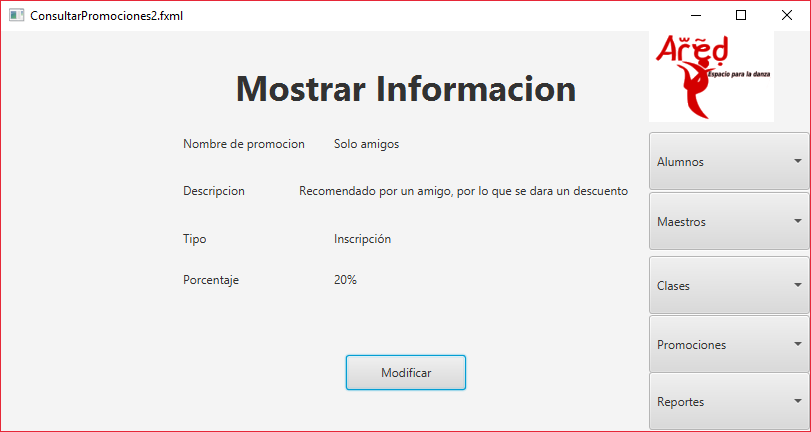 ConsultarPromociones2.fxml
Ared
Espacio para la danza
Mostrar Informacion
Nombre de promocion Solo amigos
Descripcion Recomendado por un amigo, por lo que se dara un descuento
Tipo Inscripción
Porcentaje 20%
Modificar
Alumnos
Maestros
Clases
Promociones
Reportes